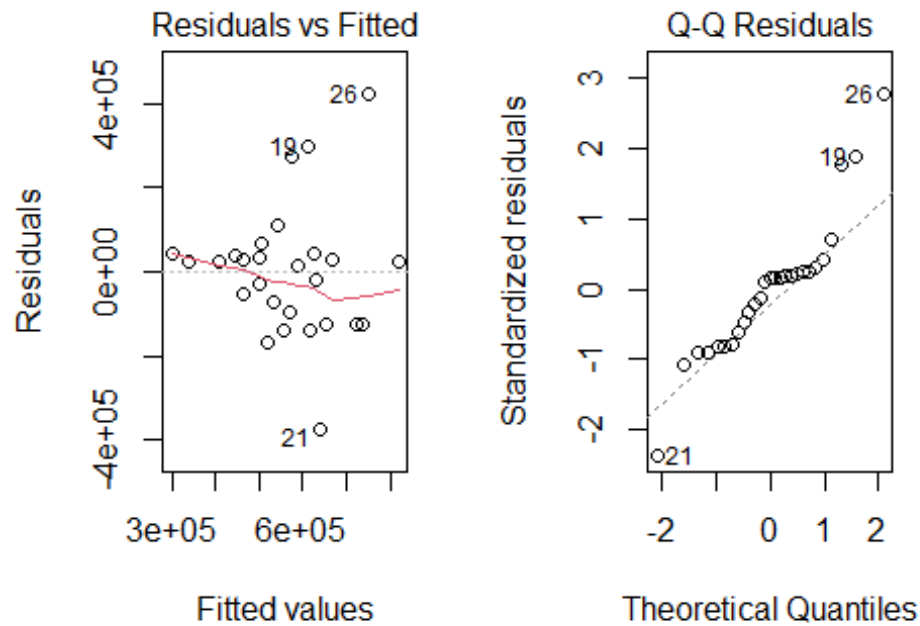 Residuals vs Fitted
Residuals
4e+05
0e+00
-4e+05
26
19
21
3e+05 6e+05
Fitted values
Q-Q Residuals
Standardized residuals
3
2
1
0
-1
-2
26
19
21
-2 0 1 2
Theoretical Quantiles